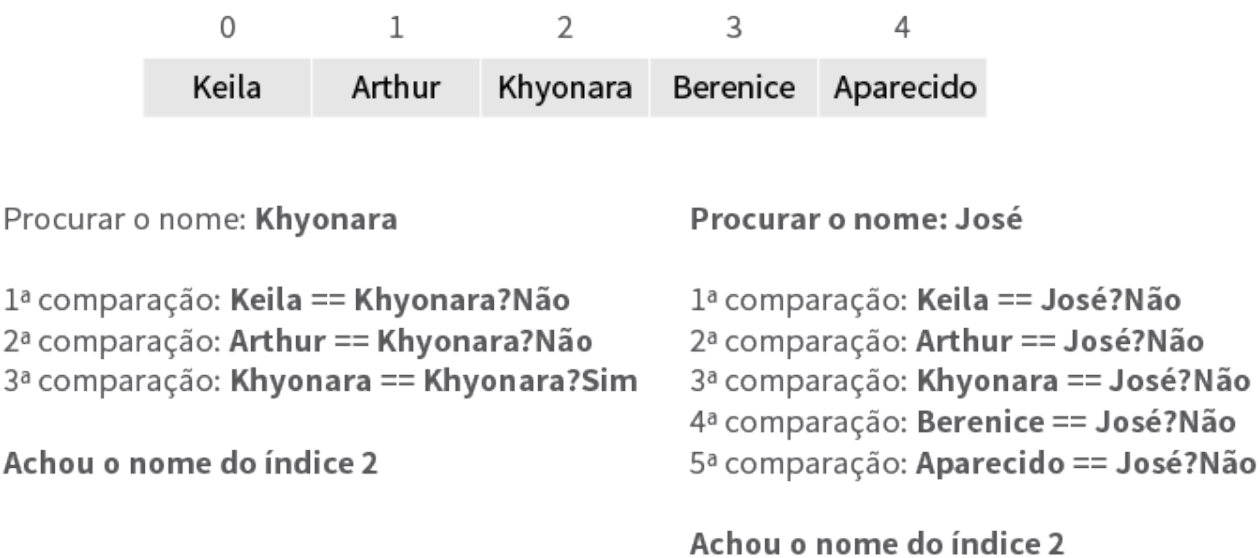 0 1 2 3 4
Keila Arthur Khyonara Berenice Aparecido
Procurar o nome: Khyonara
1ª comparação: Keila == Khyonara?Não
2ª comparação: Arthur == Khyonara?Não
3ª comparação: Khyonara == Khyonara?Sim
Achou o nome do índice 2
Procurar o nome: José
1ª comparação: Keila == José?Não
2ª comparação: Arthur == José?Não
3ª comparação: Khyonara == José?Não
4ª comparação: Berenice == José?Não
5ª comparação: Aparecido == José?Não
Achou o nome do índice 2